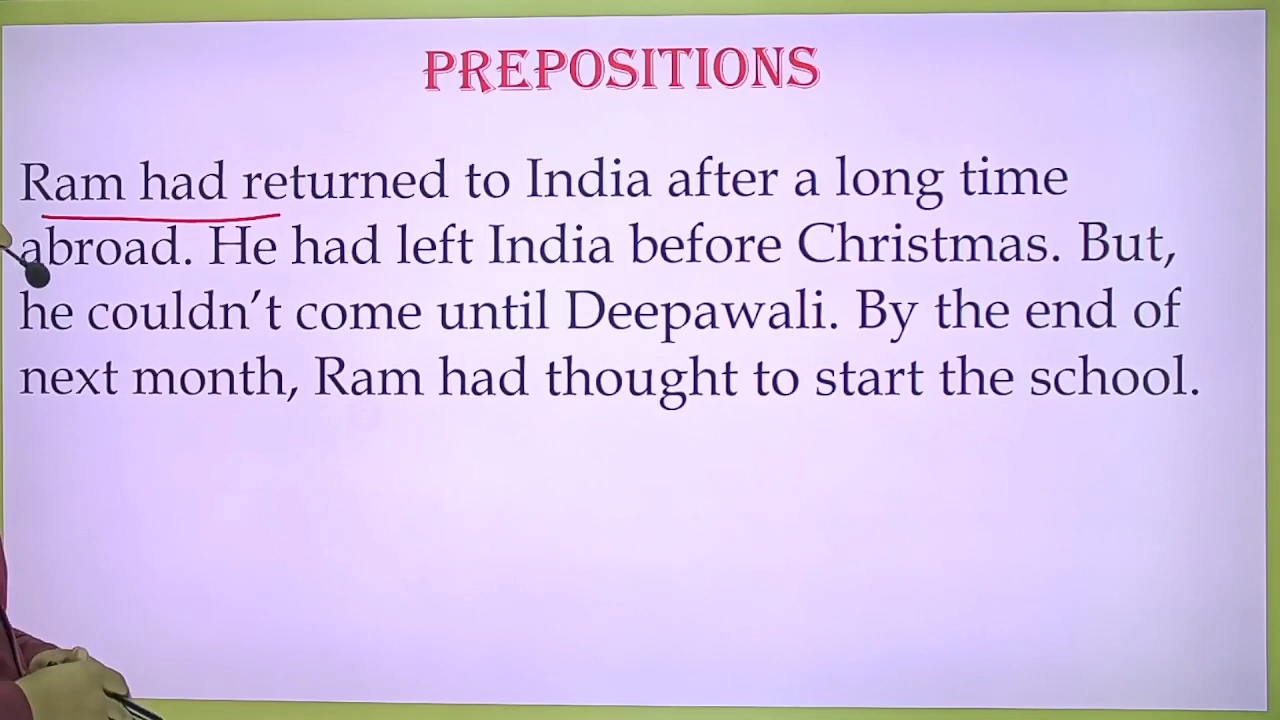 PREPOSITIONS
Ram had returned to India after a long time
abroad. He had left India before Christmas. But,
he couldn’t come until Deepawali. By the end of
next month, Ram had thought to start the school.